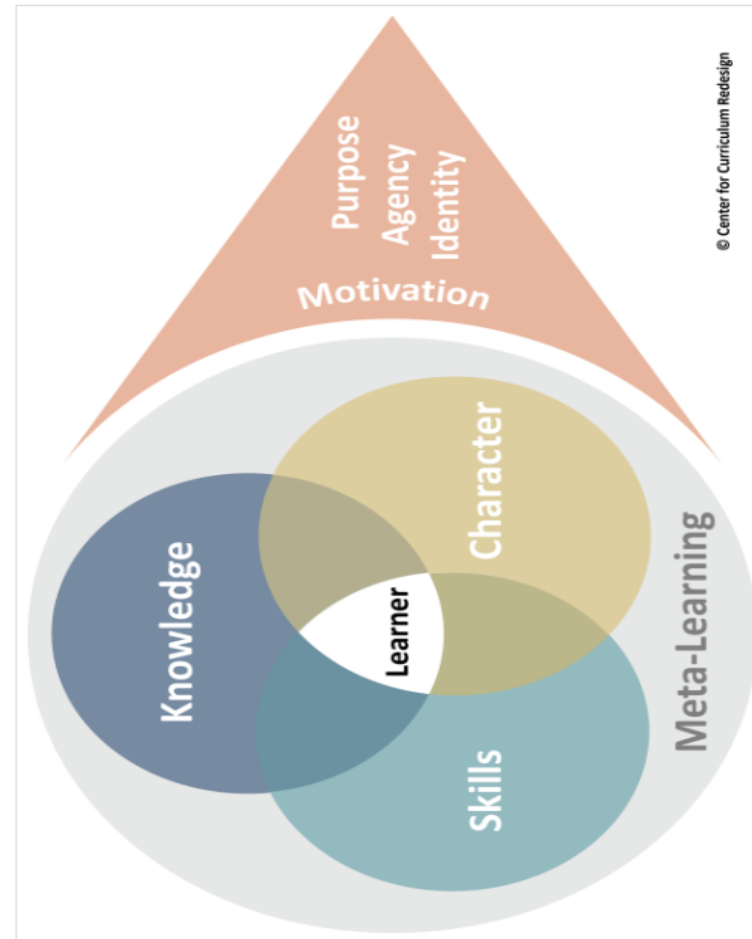 Knowledge
Learner
Skills
Character
Meta-Learning
Motivation
Purpose
Agency
Identity
© Center for Curriculum Redesign